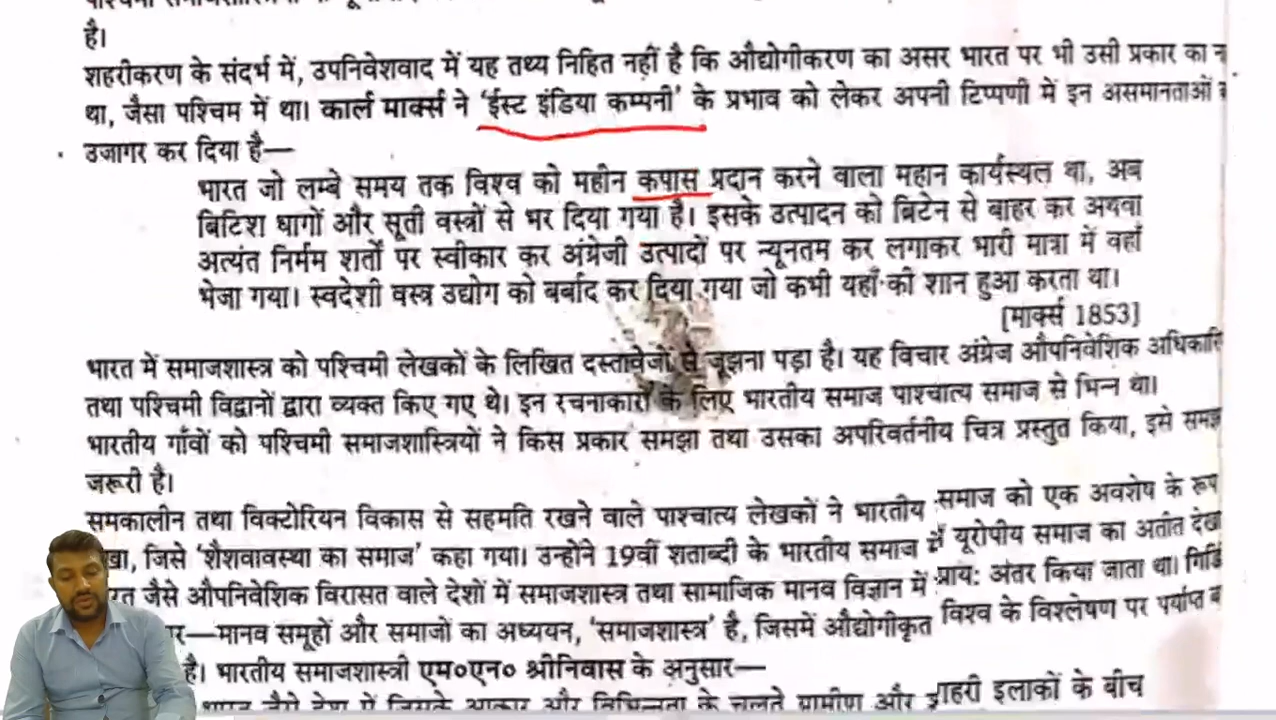 है।
शहरीकरण के संदर्भ में, उपनिवेशवाद में यह तथ्य निहित नहीं है कि औद्योगीकरण का असर भारत पर भी उसी प्रकार का
था, जैसा पश्चिम में था। कार्ल मार्क्स ने ‘ईस्ट इंडिया कम्पनी’ के प्रभाव को लेकर अपनी टिप्पणी में इन असमानताओं
उजागर कर दिया है—
भारत जो लम्बे समय तक विश्व को महीन कपास प्रदान करने वाला महान कार्यस्थल था, अब
ब्रिटिश धागों और सूती वस्त्रों से भर दिया गया है। इसके उत्पादन को ब्रिटेन से बाहर कर अथवा
अत्यंत निर्मम शर्तों पर स्वीकार कर अंग्रेजी उत्पादों पर न्यूनतम कर लगाकर भारी मात्रा में वहाँ
भेजा गया। स्वदेशी वस्त्र उद्योग को बर्बाद कर दिया गया जो कभी यहाँ की शान हुआ करता था।
[मार्क्स 1853]
भारत में समाजशास्त्र को पश्चिमी लेखकों के लिखित दस्तावेजों से जूझना पड़ा है। यह विचार अंग्रेज औपनिवेशिक
तथा पश्चिमी विद्वानों द्वारा व्यक्त किए गए थे। इन रचनाकारों के लिए भारतीय समाज पाश्चात्य समाज से भिन्न था।
भारतीय गाँवों को पश्चिमी समाजशास्त्रियों ने किस प्रकार समझा तथा उसका अपरिवर्तनीय चित्र प्रस्तुत किया, इसे
जरूरी है।
समकालीन तथा विक्टोरियन विकास से सहमति रखने वाले पाश्चात्य लेखकों ने भारतीय समाज को एक अवशेष के रूप
जिसे ‘शैशवावस्था का समाज’ कहा गया। उन्होंने 19वीं शताब्दी के भारतीय समाज में यूरोपीय समाज का अतीत
जैसे औपनिवेशिक विरासत वाले देशों में समाजशास्त्र तथा सामाजिक मानव विज्ञान में प्राय: अंतर किया जाता था।
—मानव समूहों और समाजों का अध्ययन, ‘समाजशास्त्र’ है, जिसमें औद्योगीकृत विश्व के विश्लेषण पर पर्याप्त
है। भारतीय समाजशास्त्री एम०एन० श्रीनिवास के अनुसार—
भारत जैसे देश में जिसके आकार और विभिन्नता के चलते ग्रामीण और शहरी इलाकों के बीच